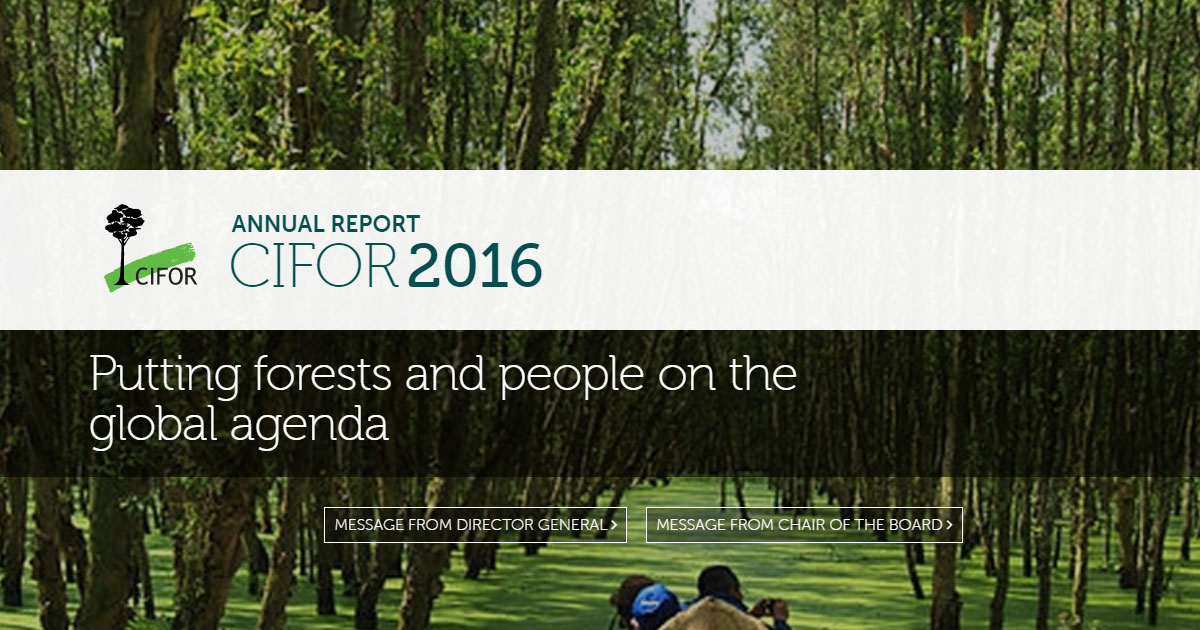 CIFOR
ANNUAL REPORT
CIFOR 2016
Putting forests and people on the
global agenda
MESSAGE FROM DIRECTOR GENERAL >
MESSAGE FROM CHAIR OF THE BOARD >